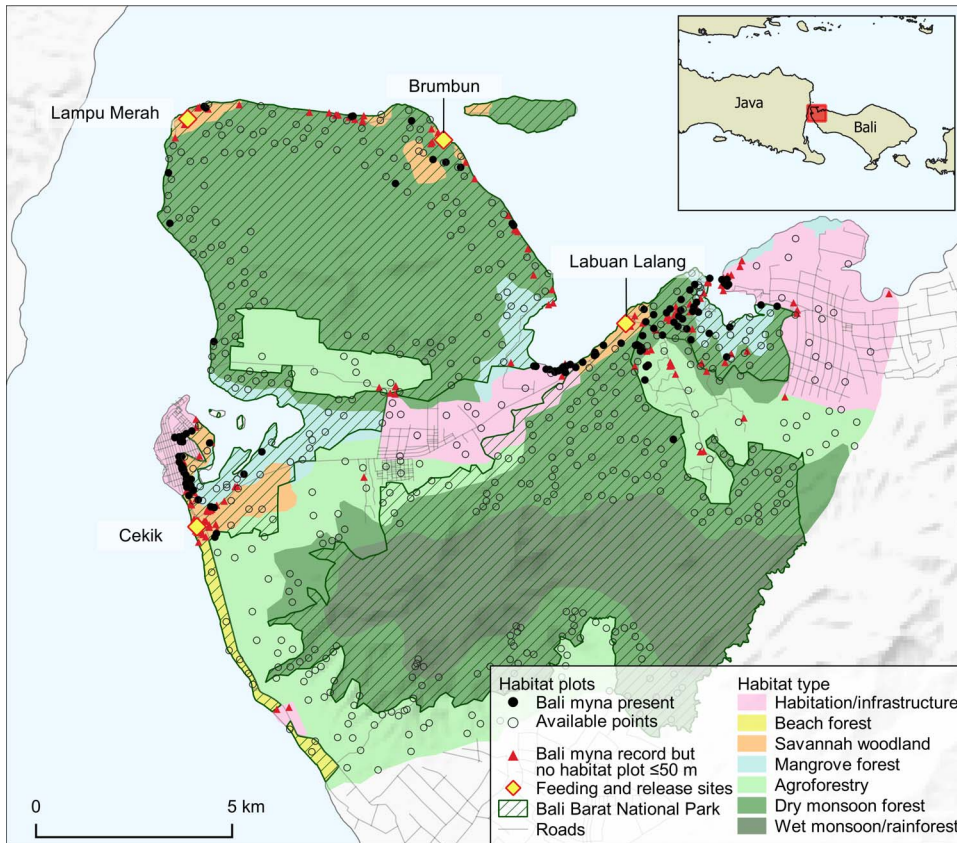 Java
Bali
Brumbun
Lampu Merah
Labuan Lalang
Cekik
0
5 km
Habitat plots
Bali myna present
Available points
Bali myna record but
no habitat plot ≤50 m
Feeding and release sites
Bali Barat National Park
Roads
Habitat type
Habitation/infrastructure
Beach forest
Savannah woodland
Mangrove forest
Agroforestry
Dry monsoon forest
Wet monsoon/rainforest